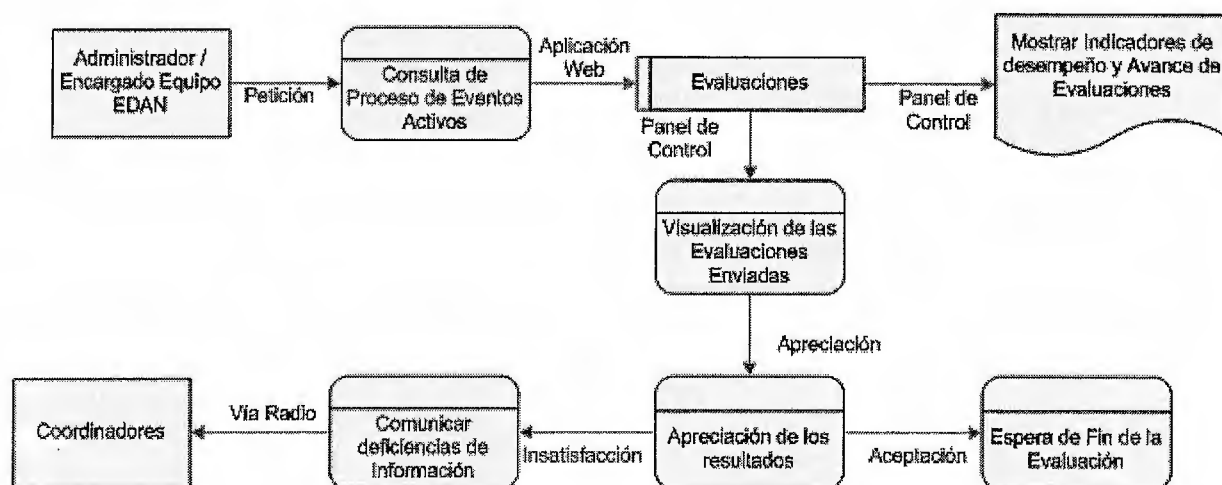 Administrador /
Encargado Equipo
EDAN
Petición
Consulta de
Proceso de Eventos
Activos
Aplicación
Web
Evaluaciones
Panel de
Control
Mostrar Indicadores de
desempeño y Avance de
Evaluaciones
Panel de
Control
Visualización de las
Evaluaciones
Enviadas
Apreciación
Coordinadores
Vía Radio
Comunicar
deficiencias de
Información
Insatisfacción
Apreciación de los
resultados
Aceptación
Espera de Fin de la
Evaluación